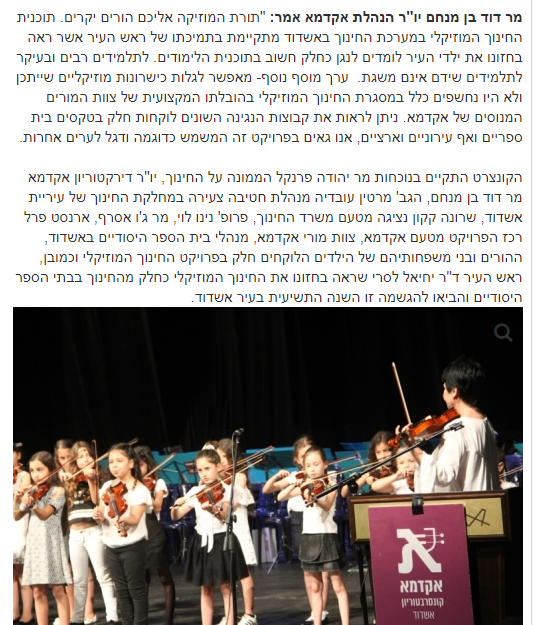 מר דוד בן מנחם יו"ר הנהלת אקדמא אמר: "תורת המוזיקה אליכם הורים יקרים. תוכנית
החינוך המוזיקלי במערכת החינוך באשדוד מתקיימת בתמיכתו של ראש העיר אשר ראה
בחזונו את ילדי העיר לומדים לנגן כחלק חשוב בתוכנית הלימודים. לתלמידים רבים ובעיקר
לתלמידים שידם אינם משגת.  ערך מוסף נוסף- מאפשר לגלות כישרונות מוזיקליים שייתכן
ולא היו נחשפים כלל במסגרת החינוך המוזיקלי בהובלתו המקצועית של צוות המורים
המנוסים של אקדמא. ניתן לראות את קבוצות הנגינה השונים לוקחות חלק בטקסים בית
ספריים ואף עירוניים וארציים, אנו גאים בפרויקט זה המשמש כדוגמה ודגל לערים אחרות.
הקונצרט התקיים בנוכחות מר יהודה פרנקל הממונה על החינוך, יו"ר דירקטוריון אקדמא
מר דוד בן מנחם, הגב' מרטין עובדיה מנהלת חטיבה צעירה במחלקת החינוך של עיריית
אשדוד, שרונה קקון נציגה מטעם משרד החינוך, פרופ' נינו לוי, מר ג'ו אסרף, ארנסט פרל
רכז הפרויקט מטעם אקדמא, צוות מורי אקדמא, מנהלי בית הספר היסודיים באשדוד,
ההורים ובני משפחותיהם של הילדים הלוקחים חלק בפרויקט החינוך המוזיקלי וכמובן,
ראש העיר ד"ר יחיאל לסרי שראה בחזונו את החינוך המוזיקלי כחלק מהחינוך בבתי הספר
היסודיים והביאו להגשמה זו השנה התשיעית בעיר אשדוד.
אקדמא
קונסרבטוריון
אשדוד